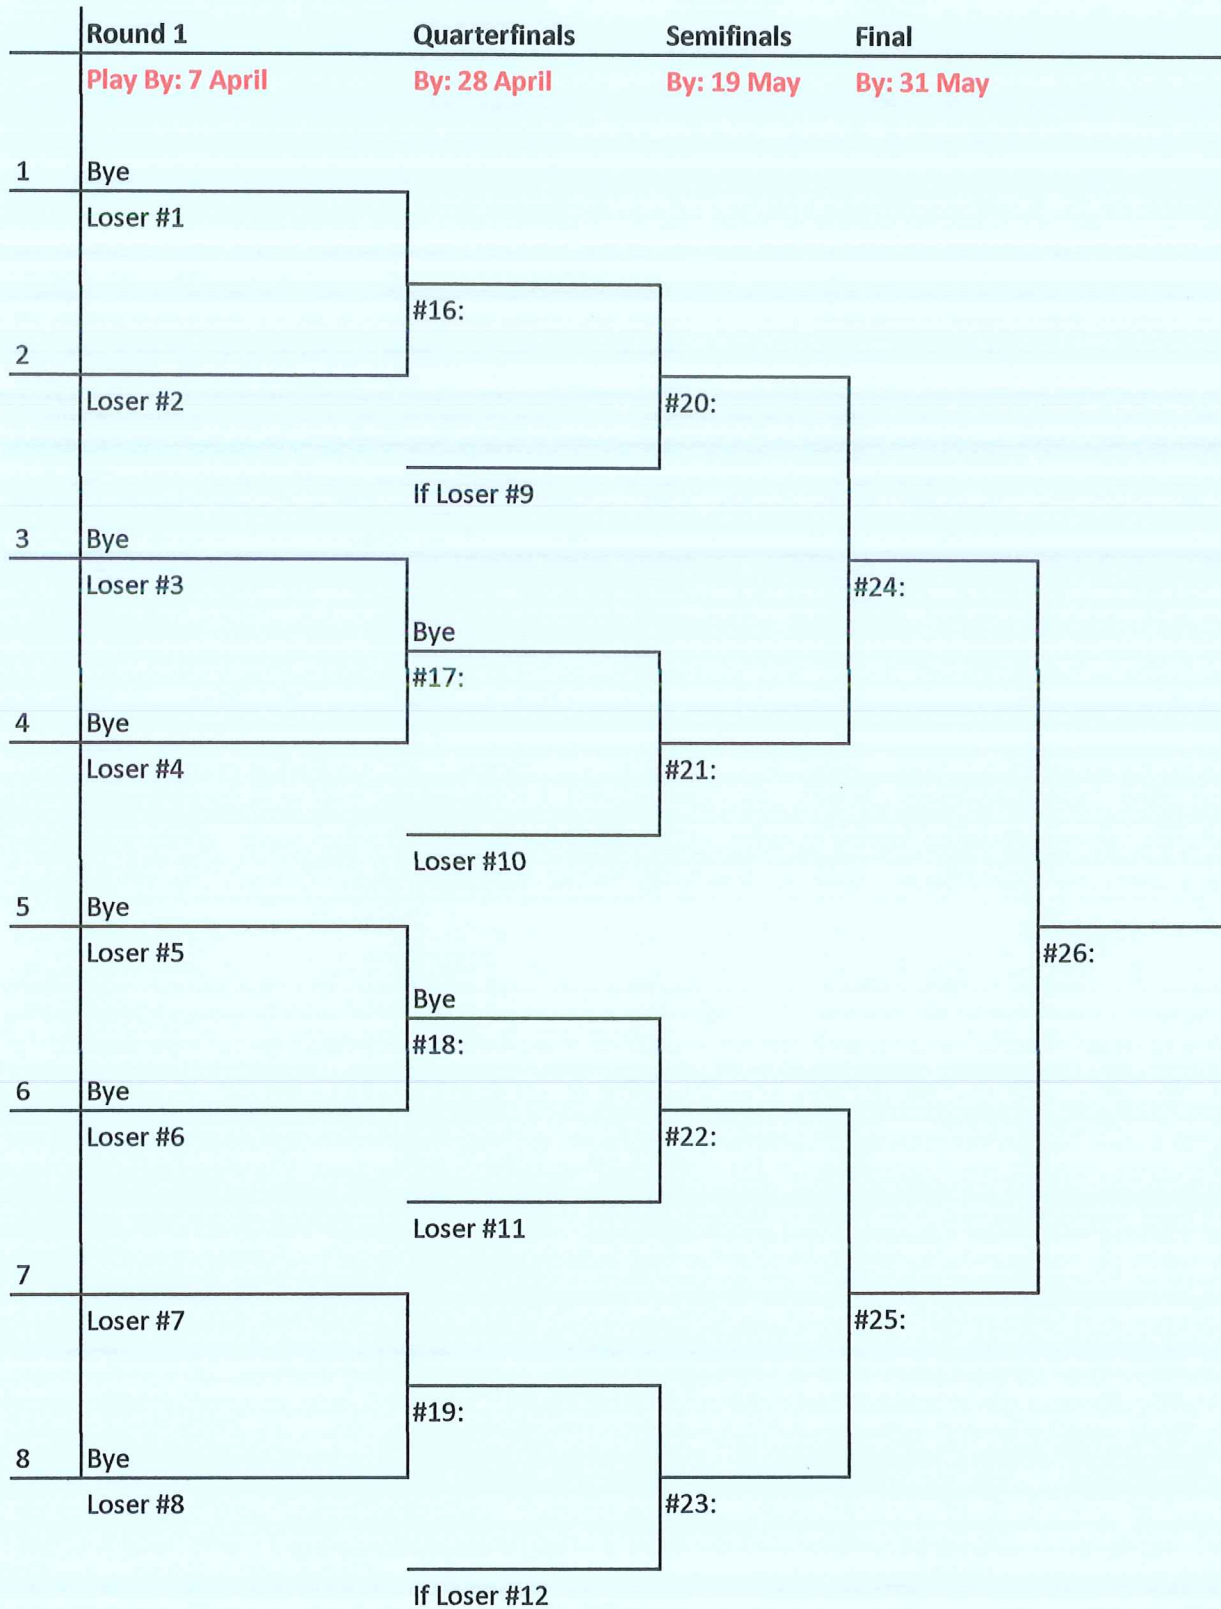 Round 1 Quarterfinals Semifinals Final
Play By: 7 April By: 28 April By: 19 May By: 31 May
1 Bye
Loser #1
#16:
2
Loser #2
#20:
If Loser #9
3 Bye
Loser #3
#24:
Bye
#17:
4 Bye
Loser #4
#21:
Loser #10
5 Bye
Loser #5
#26:
Bye
#18:
6 Bye
Loser #6
#22:
Loser #11
7
Loser #7
#25:
#19:
8 Bye
Loser #8
#23:
If Loser #12